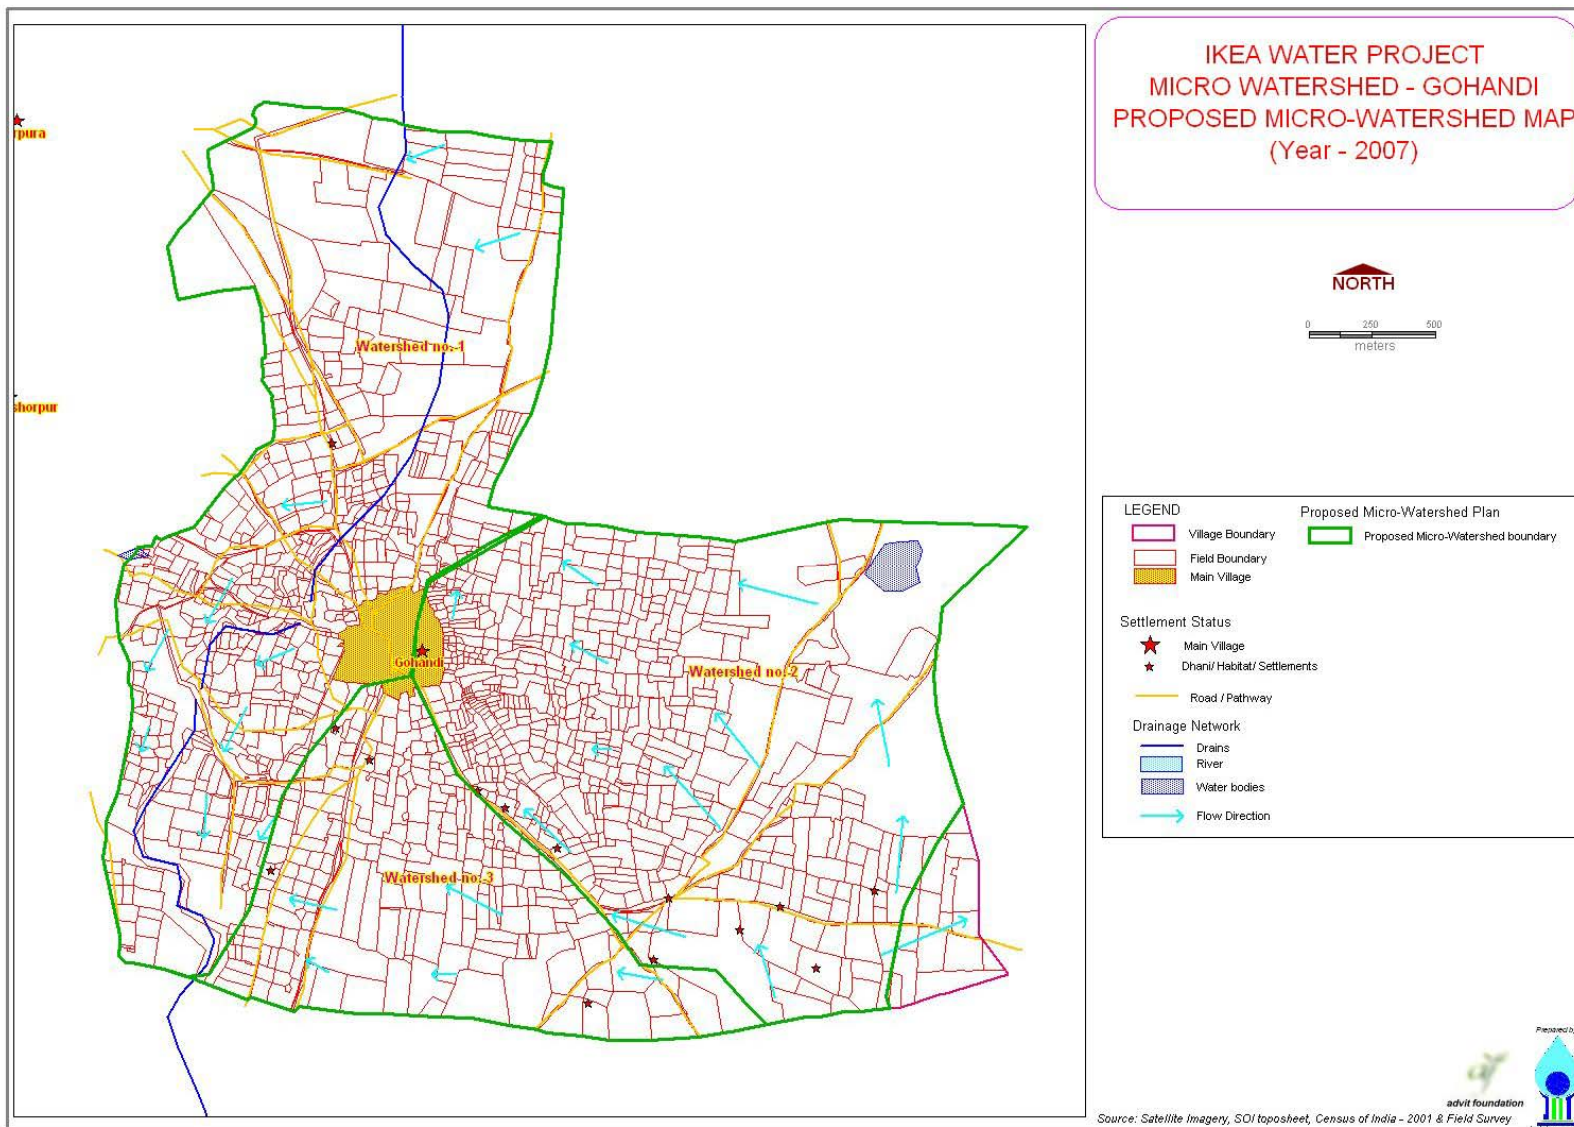 IKEA WATER PROJECT
MICRO WATERSHED - GOHANDI
PROPOSED MICRO-WATERSHED MAP
(Year - 2007)
NORTH
0 250 500
meters
rpura
Watershed no.-1
shorpur
Gohandi
Watershed no.-2
Watershed no.-3
LEGEND
Village Boundary
Field Boundary
Main Village
Proposed Micro-Watershed Plan
Proposed Micro-Watershed boundary
Settlement Status
Main Village
Dhani/ Habitat/ Settlements
Road / Pathway
Drainage Network
Drains
River
Water bodies
Flow Direction
Prepared by
advit foundation
Source: Satellite Imagery, SOI toposheet, Census of India - 2001 & Field Survey